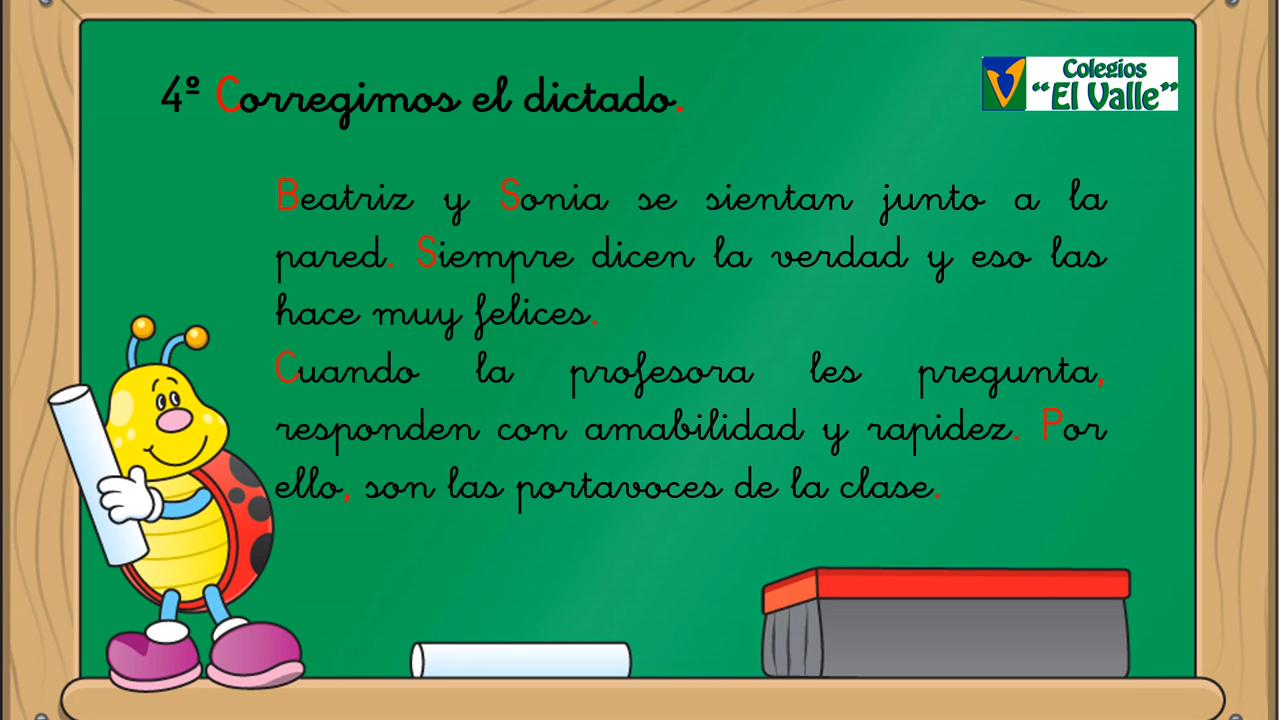 4º Corregimos el dictado.
Colegios
“El Valle”
Beatriz y Sonia se sientan junto a la
pared. Siempre dicen la verdad y eso las
hace muy felices.
Cuando la profesora les pregunta,
responden con amabilidad y rapidez. Por
ello, son las portavoces de la clase.